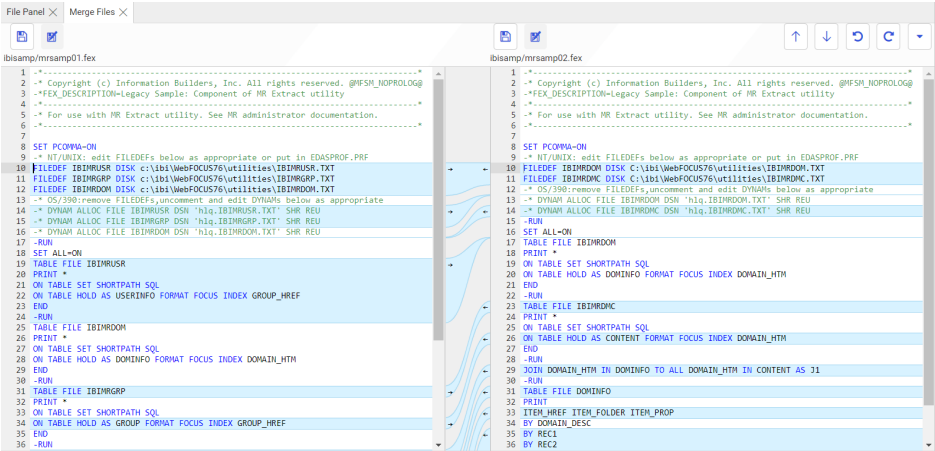 File Panel
Merge Files
ibisamp/mrsamp01.fex
1 -*--------------------------------------------------------------------------------*
2 -* Copyright (c) Information Builders, Inc. All rights reserved. @MFSM_NOPROLOG@
3 -*FEX_DESCRIPTION=Legacy Sample: Component of MR Extract utility
4 -*--------------------------------------------------------------------------------*
5 -* For use with MR Extract utility. See MR administrator documentation.
6 -*--------------------------------------------------------------------------------*
7
8 SET PCOMMA=ON
9 -* NT/UNIX: edit FILEDEFs below as appropriate or put in EDASPROF.PRF
10 FILEDEF IBIMRUSR DISK c:\ibi\WebFOCUS76\utilities\IBIMRUSR.TXT
11 FILEDEF IBIMRGRP DISK c:\ibi\WebFOCUS76\utilities\IBIMRGRP.TXT
12 FILEDEF IBIMRDOM DISK c:\ibi\WebFOCUS76\utilities\IBIMRDOM.TXT
13 -* OS/390:remove FILEDEFs,uncomment and edit DYNAMs below as appropriate
14 -* DYNAM ALLOC FILE IBIMRUSR DSN 'hlq.IBIMRUSR.TXT' SHR REU
15 -* DYNAM ALLOC FILE IBIMRGRP DSN 'hlq.IBIMRGRP.TXT' SHR REU
16 -* DYNAM ALLOC FILE IBIMRDOM DSN 'hlq.IBIMRDOM.TXT' SHR REU
17 -RUN
18 SET ALL=ON
19 TABLE FILE IBIMRUSR
20 PRINT *
21 ON TABLE SET SHORTPATH SQL
22 ON TABLE HOLD AS USERINFO FORMAT FOCUS INDEX GROUP_HREF
23 END
24 -RUN
25 TABLE FILE IBIMRDOM
26 PRINT *
27 ON TABLE SET SHORTPATH SQL
28 ON TABLE HOLD AS DOMINFO FORMAT FOCUS INDEX DOMAIN_HTM
29 END
30 -RUN
31 TABLE FILE IBIMRGRP
32 PRINT *
33 ON TABLE SET SHORTPATH SQL
34 ON TABLE HOLD AS GROUP FORMAT FOCUS INDEX GROUP_HREF
35 END
36 -RUN
ibisamp/mrsamp02.fex
1 -*--------------------------------------------------------------------------------*
2 -* Copyright (c) Information Builders, Inc. All rights reserved. @MFSM_NOPROLOG@
3 -*FEX_DESCRIPTION=Legacy Sample: Component of MR Extract utility
4 -*--------------------------------------------------------------------------------*
5 -* For use with MR Extract utility. See MR administrator documentation.
6 -*--------------------------------------------------------------------------------*
7
8 SET PCOMMA=ON
9 -* NT/UNIX: edit FILEDEFs below as appropriate or put in EDASPROF.PRF
10 FILEDEF IBIMRDOM DISK c:\ibi\WebFOCUS76\utilities\IBIMRDOM.TXT
11 FILEDEF IBIMRDMC DISK C:\ibi\WebFOCUS76\utilities\IBIMRDMC.TXT
12 -* OS/390:remove FILEDEFs,uncomment and edit DYNAMs below as appropriate
13 -* DYNAM ALLOC FILE IBIMRDOM DSN 'hlq.IBIMRDOM.TXT' SHR REU
14 -* DYNAM ALLOC FILE IBIMRDMC DSN 'hlq.IBIMRDMC.TXT' SHR REU
15 -RUN
16 SET ALL=ON
17 TABLE FILE IBIMRDOM
18 PRINT *
19 ON TABLE SET SHORTPATH SQL
20 ON TABLE HOLD AS DOMINFO FORMAT FOCUS INDEX DOMAIN_HTM
21 END
22 -RUN
23 TABLE FILE IBIMRDMC
24 PRINT *
25 ON TABLE SET SHORTPATH SQL
26 ON TABLE HOLD AS CONTENT FORMAT FOCUS INDEX DOMAIN_HTM
27 END
28 -RUN
29 JOIN DOMAIN_HTM IN DOMINFO TO ALL DOMAIN_HTM IN CONTENT AS J1
30 -RUN
31 TABLE FILE DOMINFO
32 PRINT
33 ITEM_HREF ITEM_FOLDER ITEM_PROP
34 BY DOMAIN_DESC
35 BY REC1
36 BY REC2